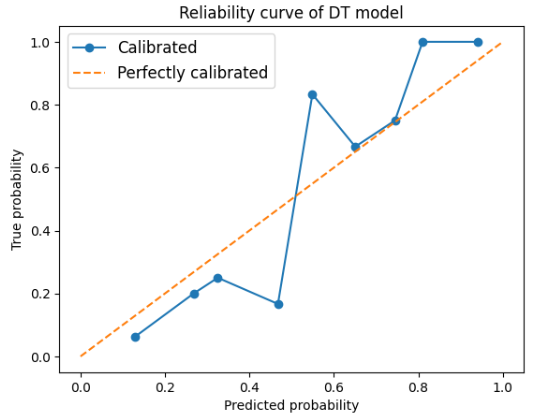 Reliability curve of DT model
Calibrated
Perfectly calibrated
1.0
0.8
0.6
0.4
0.2
0.0
True probability
0.0 0.2 0.4 0.6 0.8 1.0
Predicted probability